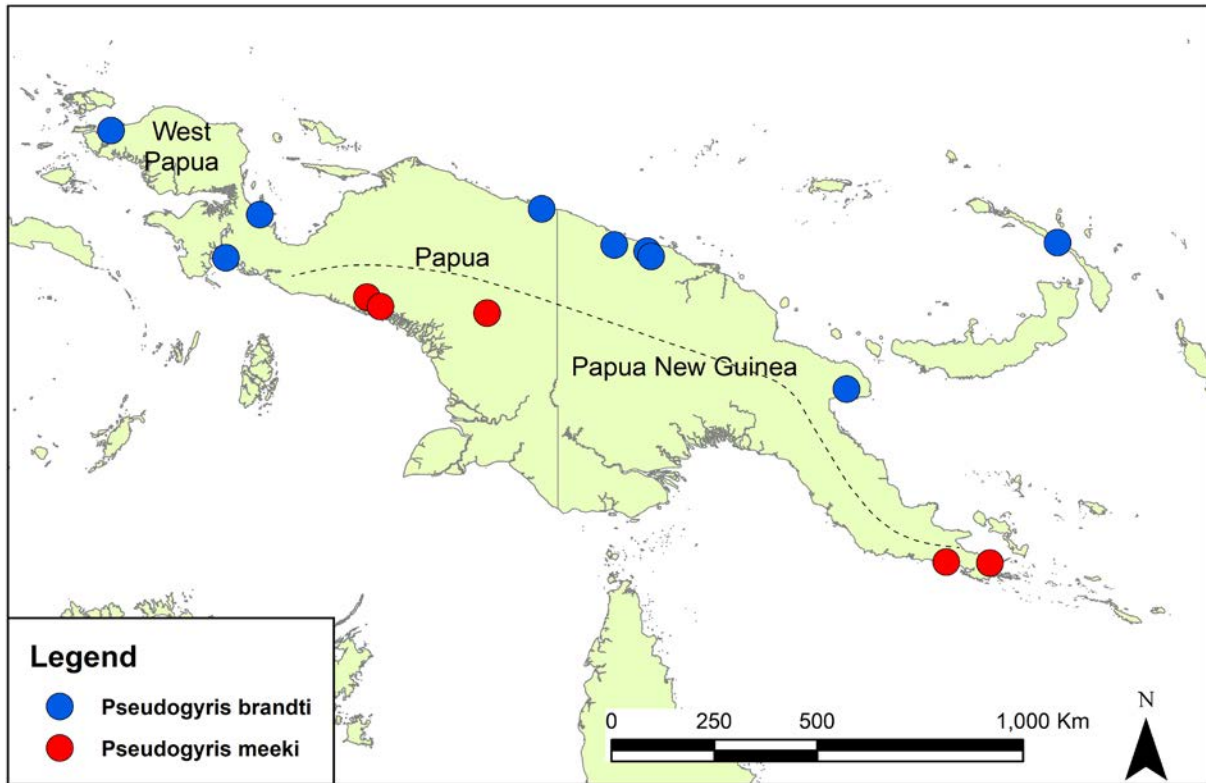 West
Papua
Papua
Papua New Guinea
Legend
Pseudogyris brandti
Pseudogyris meeki
0 250 500 1,000 Km
N